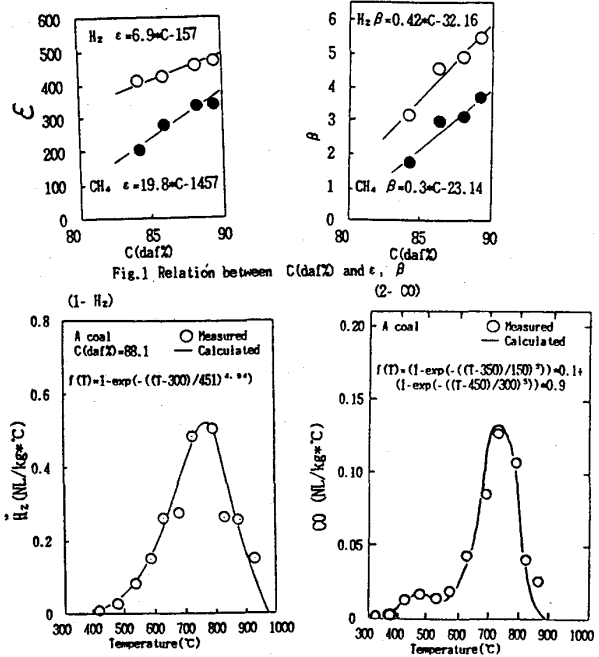 600
500
400
300
200
100
0
ε
H₂ ε=6.9*C-157
CH₄ ε=19.8*C-1457
80
85
90
C(daf%)
6
5
4
3
2
1
0
β
H₂ β=0.42*C-32.16
CH₄ β=0.3*C-23.14
80
85
90
C(daf%)
Fig.1 Relation between C(daf%) and ε, β
(1- H₂)
0.8
0.6
0.4
0.2
0
H₂(NL/kg*℃)
A coal
C(daf%)=88.1
Measured
Calculated
f(T)=1-exp(-((T-300)/451)⁴·⁹⁴)
300 400 500 600 700 800 900 1000
Temperature(℃)
(2- CO)
0.20
0.15
0.10
0.05
0
CO (NL/kg*℃)
A coal
Measured
Calculated
f(T)=(1-exp(-((T-350)/150)³))*0.1+
(1-exp(-((T-450)/300)⁵))*0.9
300 400 500 600 700 800 900 1000
Temperature(℃)